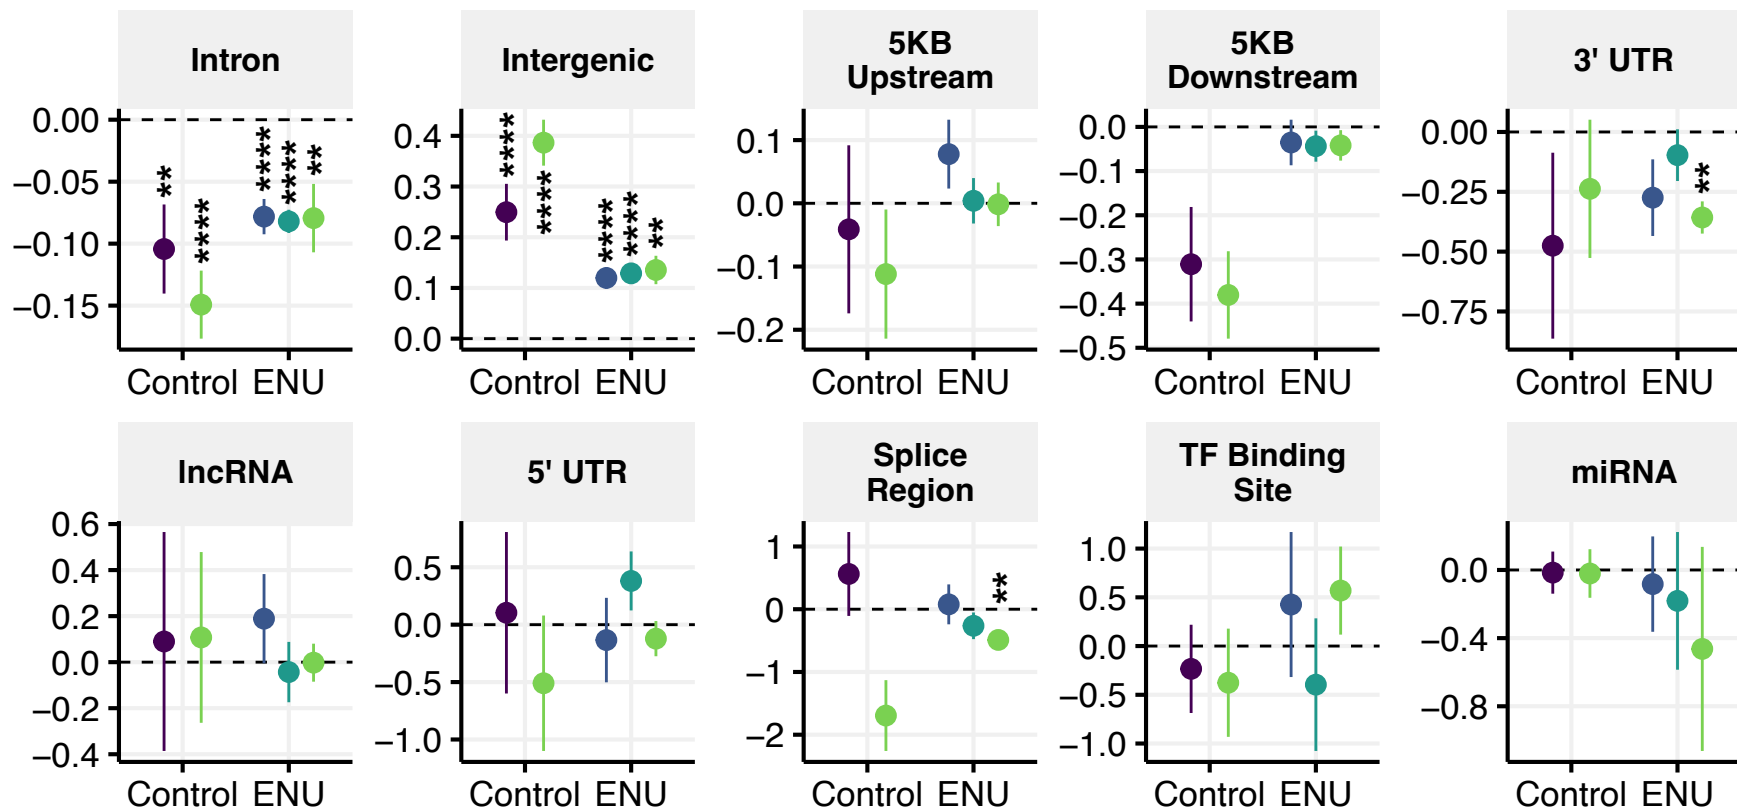 Intron
Intergenic
5KB
Upstream
5KB
Downstream
3' UTR
0.00
−0.05
−0.10
−0.15
**
****
****
****
**
Control ENU
0.4
0.3
0.2
0.1
0.0
****
****
****
****
**
Control ENU
0.1
0.0
−0.1
−0.2
Control ENU
0.0
−0.1
−0.2
−0.3
−0.4
−0.5
Control ENU
0.00
−0.25
−0.50
−0.75
**
Control ENU
lncRNA
5' UTR
Splice
Region
TF Binding
Site
miRNA
0.6
0.4
0.2
0.0
−0.2
−0.4
Control ENU
0.5
0.0
−0.5
−1.0
Control ENU
1
0
−1
−2
**
Control ENU
1.0
0.5
0.0
−0.5
−1.0
Control ENU
0.0
−0.4
−0.8
Control ENU